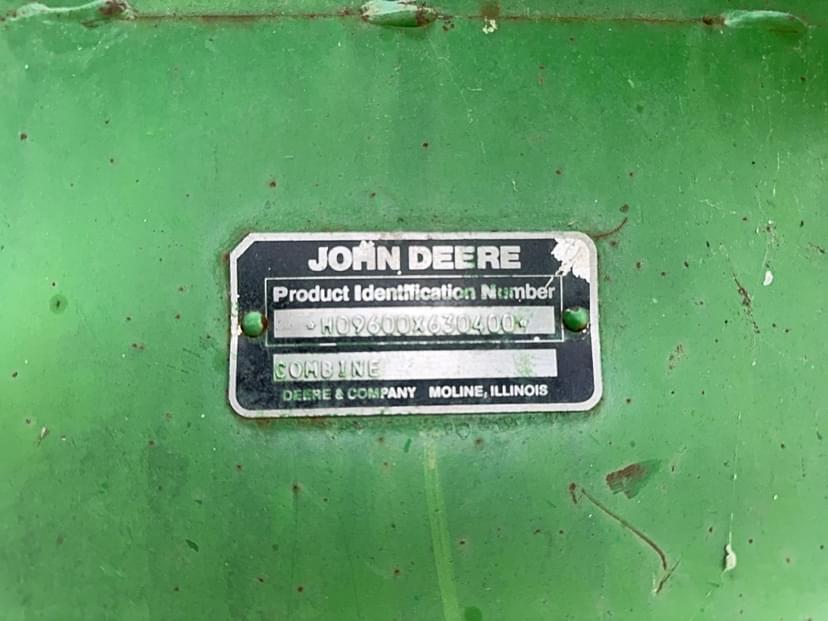 JOHN DEERE
Product Identification Number
*H09600X630400*
COMBINE
DEERE & COMPANY MOLINE, ILLINOIS